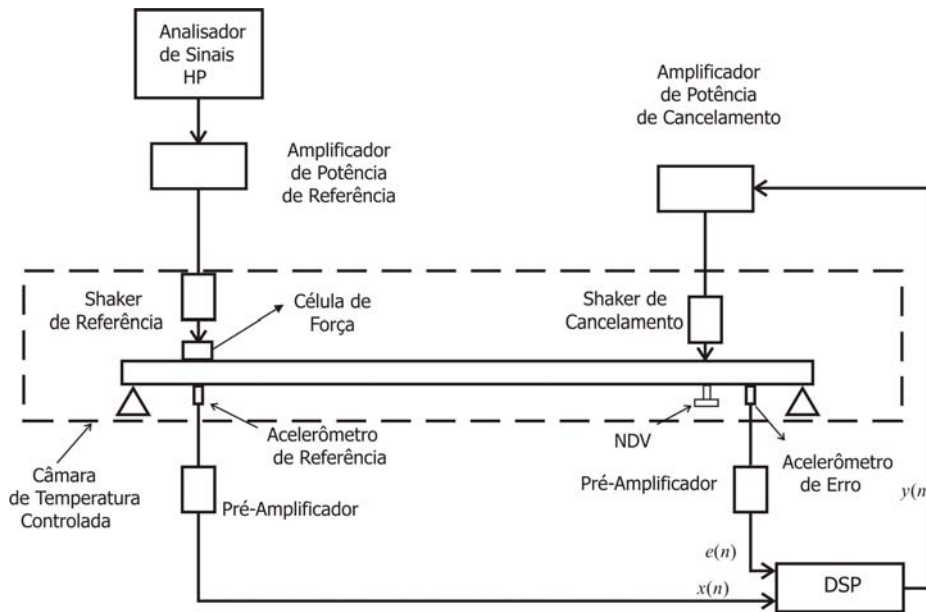 Analisador
de Sinais
HP
Amplificador
de Potência
de Cancelamento
Amplificador
de Potência
de Referência
Shaker
de Referência
Célula de
Força
Shaker de
Cancelamento
NDV
Acelerômetro
de Referência
Acelerômetro
de Erro
Câmara
de Temperatura
Controlada
Pré-Amplificador
Pré-Amplificador
y(n
e(n)
x(n)
DSP